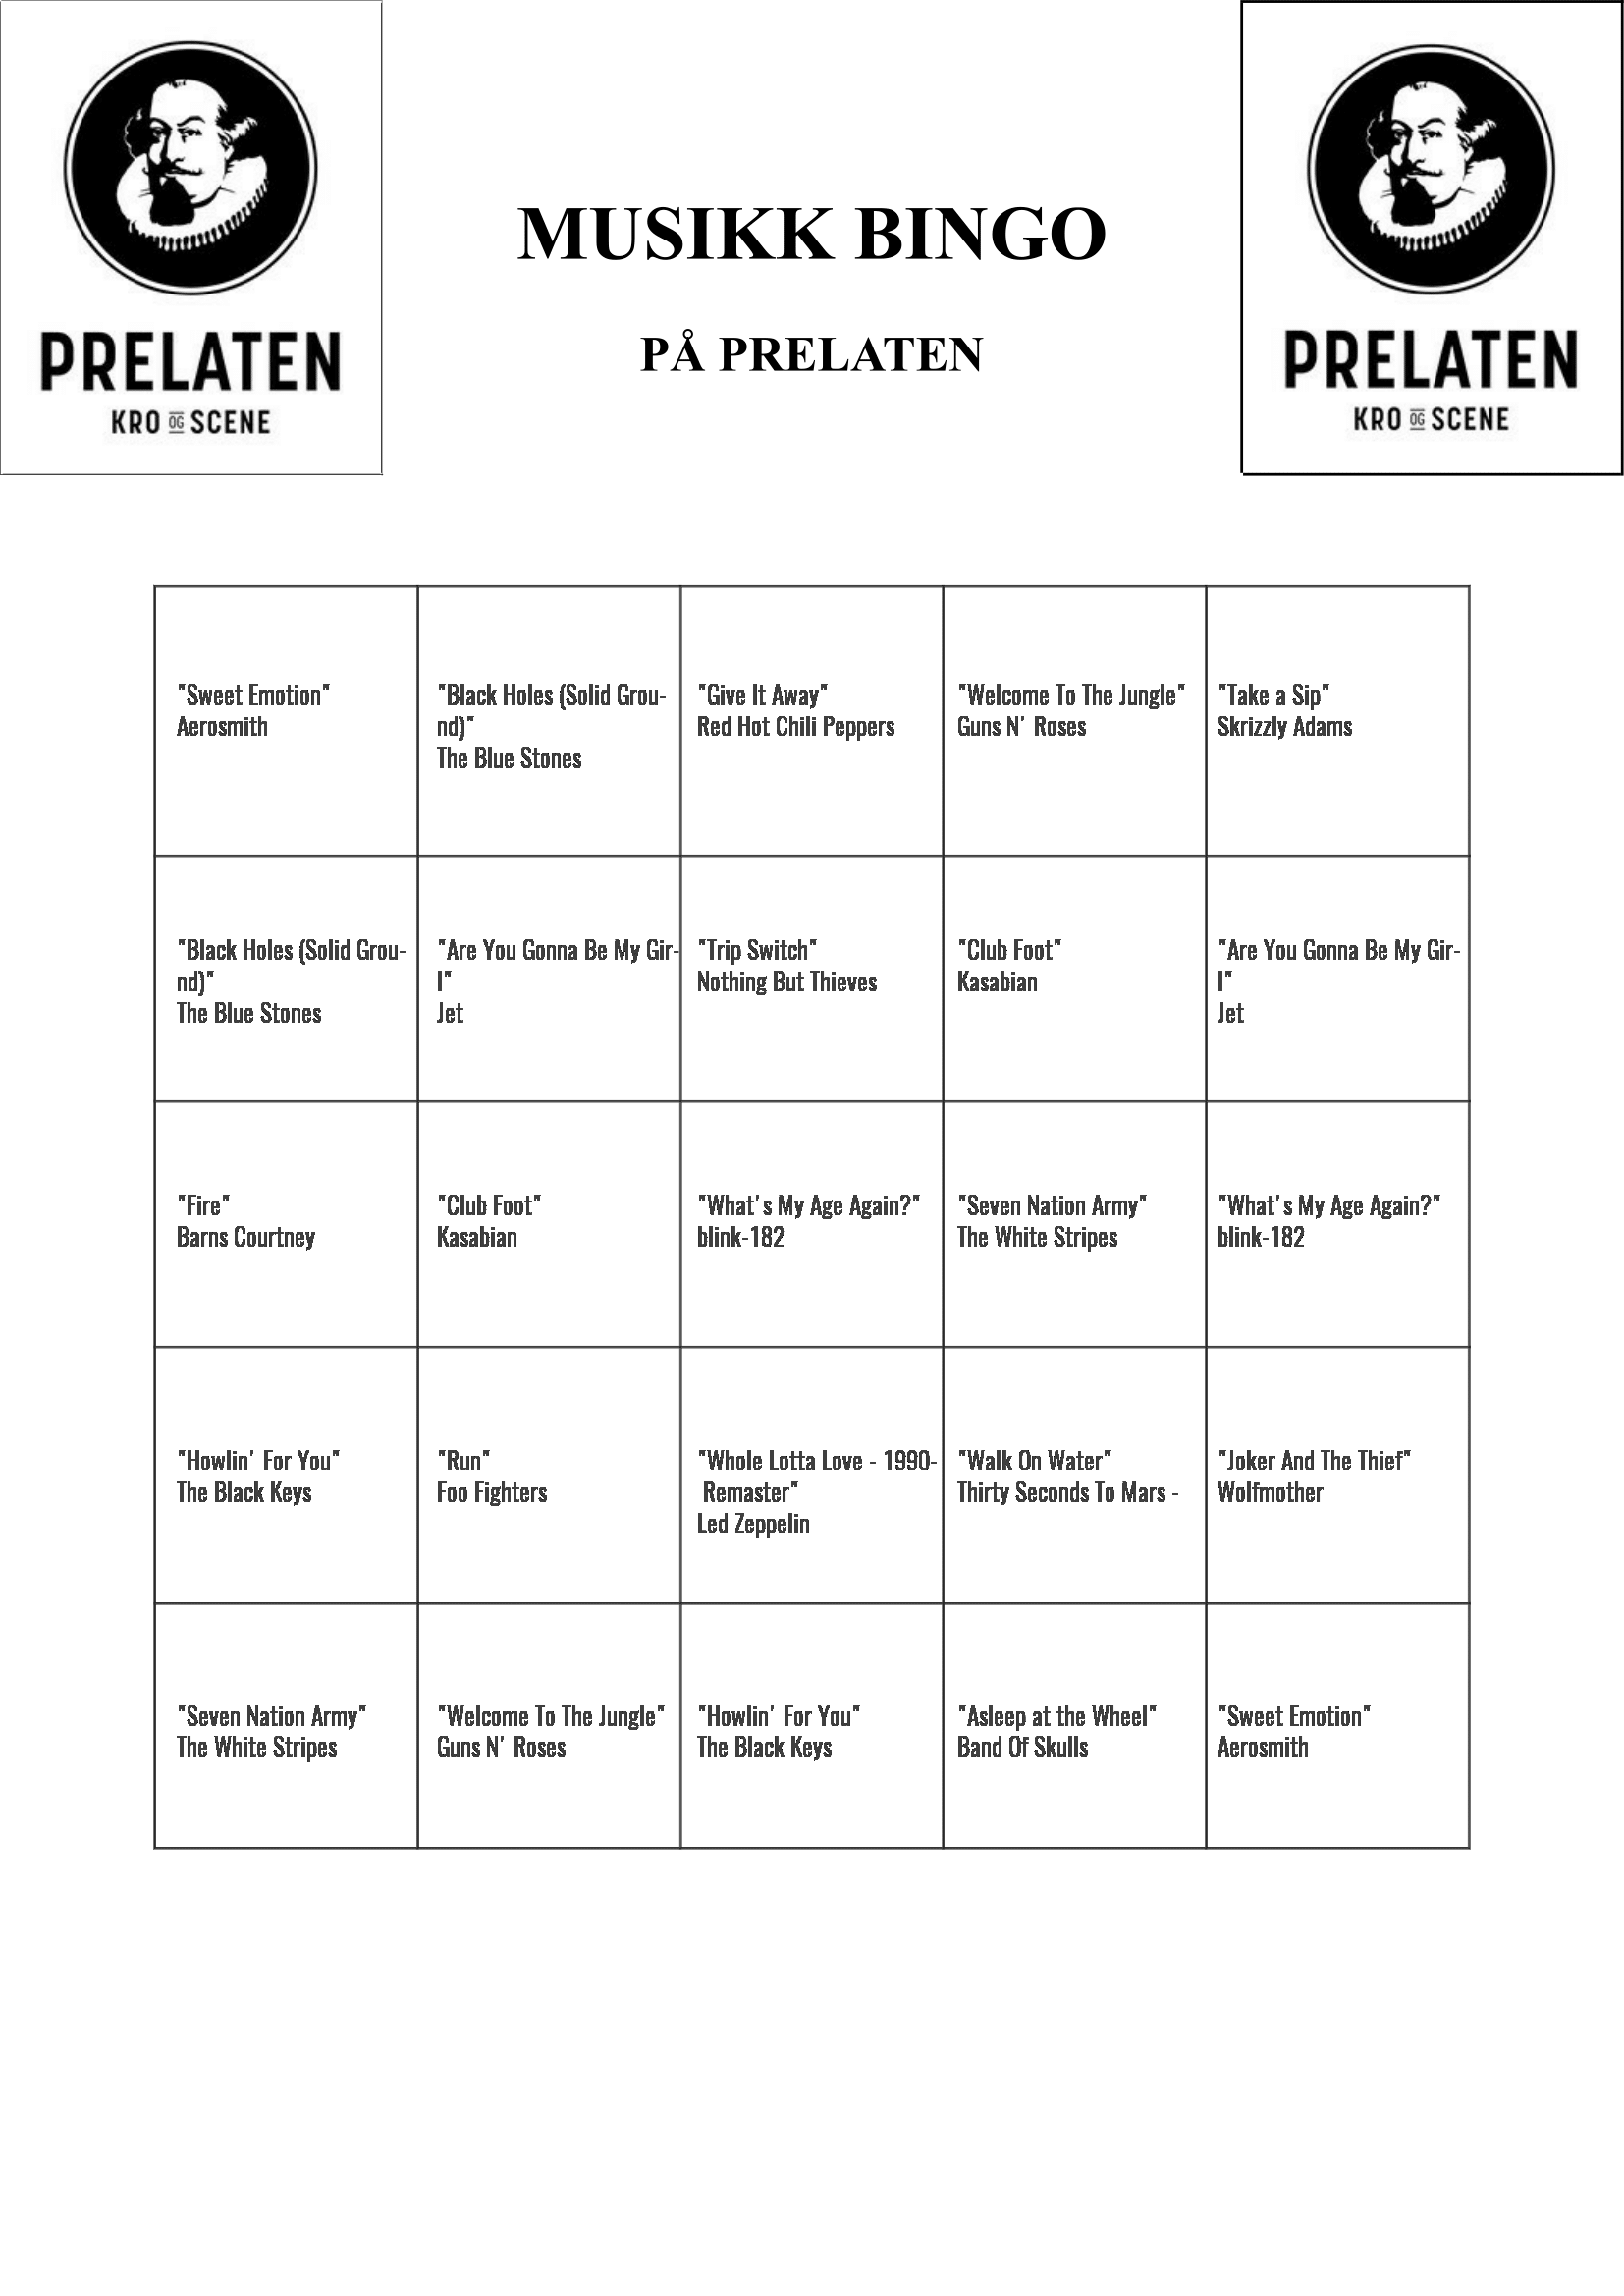 PRELATEN
KRO OG SCENE
MUSIKK BINGO
PÅ PRELATEN
PRELATEN
KRO OG SCENE
"Sweet Emotion"
Aerosmith
"Black Holes (Solid Grou-
nd)"
The Blue Stones
"Give It Away"
Red Hot Chili Peppers
"Welcome To The Jungle"
Guns N' Roses
"Take a Sip"
Skrizzly Adams
"Black Holes (Solid Grou-
nd)"
The Blue Stones
"Are You Gonna Be My Gir-
l"
Jet
"Trip Switch"
Nothing But Thieves
"Club Foot"
Kasabian
"Are You Gonna Be My Gir-
l"
Jet
"Fire"
Barns Courtney
"Club Foot"
Kasabian
"What's My Age Again?"
blink-182
"Seven Nation Army"
The White Stripes
"What's My Age Again?"
blink-182
"Howlin' For You"
The Black Keys
"Run"
Foo Fighters
"Whole Lotta Love - 1990-
Remaster"
Led Zeppelin
"Walk On Water"
Thirty Seconds To Mars -
"Joker And The Thief"
Wolfmother
"Seven Nation Army"
The White Stripes
"Welcome To The Jungle"
Guns N' Roses
"Howlin' For You"
The Black Keys
"Asleep at the Wheel"
Band Of Skulls
"Sweet Emotion"
Aerosmith